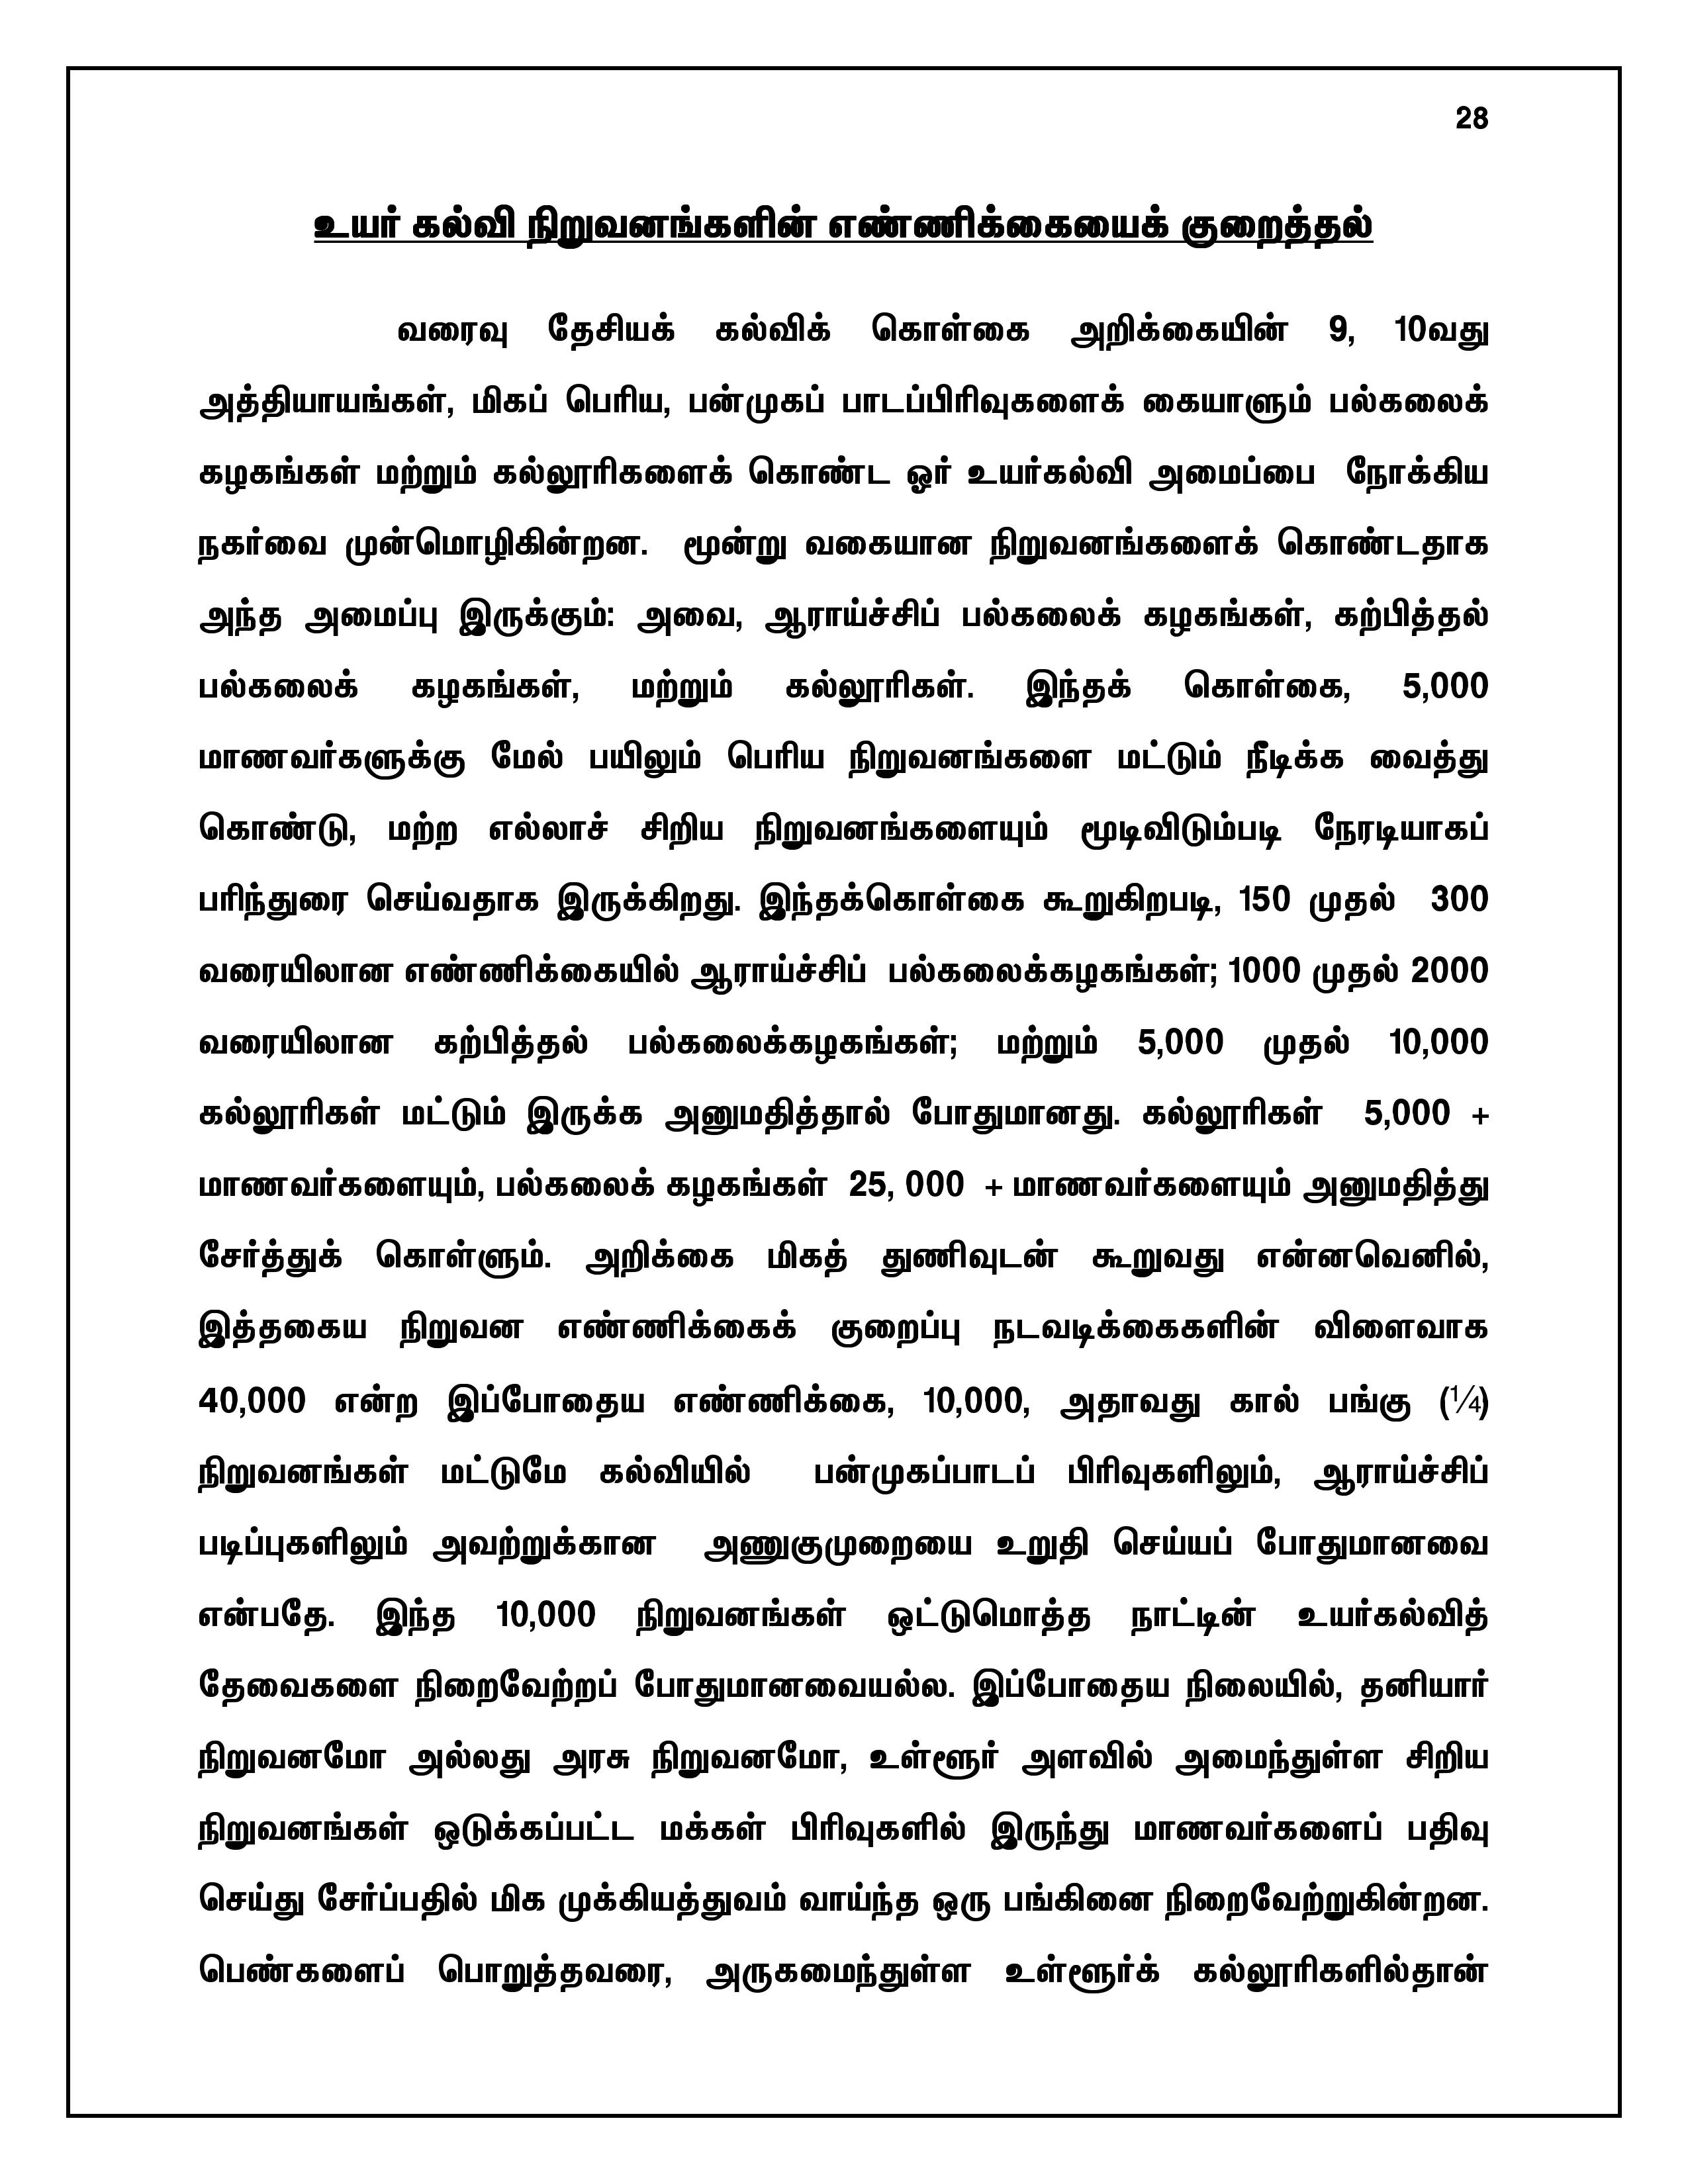 28
உயர் கல்வி நிறுவனங்களின் எண்ணிக்கையைக் குறைத்தல்
வரைவு தேசியக் கல்விக் கொள்கை அறிக்கையின் 9, 10வது
அத்தியாயங்கள், மிகப் பெரிய, பன்முகப் பாடப்பிரிவுகளைக் கையாளும் பல்கலைக்
கழகங்கள் மற்றும் கல்லூரிகளைக் கொண்ட ஓர் உயர்கல்வி அமைப்பை நோக்கிய
நகர்வை முன்மொழிகின்றன. மூன்று வகையான நிறுவனங்களைக் கொண்டதாக
அந்த அமைப்பு இருக்கும்: அவை, ஆராய்ச்சிப் பல்கலைக் கழகங்கள், கற்பித்தல்
பல்கலைக் கழகங்கள், மற்றும் கல்லூரிகள். இந்தக் கொள்கை, 5,000
மாணவர்களுக்கு மேல் பயிலும் பெரிய நிறுவனங்களை மட்டும் நீடிக்க வைத்து
கொண்டு, மற்ற எல்லாச் சிறிய நிறுவனங்களையும் மூடிவிடும்படி நேரடியாகப்
பரிந்துரை செய்வதாக இருக்கிறது. இந்தக்கொள்கை கூறுகிறபடி, 150 முதல் 300
வரையிலான எண்ணிக்கையில் ஆராய்ச்சிப் பல்கலைக்கழகங்கள்; 1000 முதல் 2000
வரையிலான கற்பித்தல் பல்கலைக்கழகங்கள்; மற்றும் 5,000 முதல் 10,000
கல்லூரிகள் மட்டும் இருக்க அனுமதித்தால் போதுமானது. கல்லூரிகள் 5,000 +
மாணவர்களையும், பல்கலைக் கழகங்கள் 25, 000 + மாணவர்களையும் அனுமதித்து
சேர்த்துக் கொள்ளும். அறிக்கை மிகத் துணிவுடன் கூறுவது என்னவெனில்,
இத்தகைய நிறுவன எண்ணிக்கைக் குறைப்பு நடவடிக்கைகளின் விளைவாக
40,000 என்ற இப்போதைய எண்ணிக்கை, 10,000, அதாவது கால் பங்கு (¼)
நிறுவனங்கள் மட்டுமே கல்வியில் பன்முகப்பாடப் பிரிவுகளிலும், ஆராய்ச்சிப்
படிப்புகளிலும் அவற்றுக்கான அணுகுமுறையை உறுதி செய்யப் போதுமானவை
என்பதே. இந்த 10,000 நிறுவனங்கள் ஒட்டுமொத்த நாட்டின் உயர்கல்வித்
தேவைகளை நிறைவேற்றப் போதுமானவையல்ல. இப்போதைய நிலையில், தனியார்
நிறுவனமோ அல்லது அரசு நிறுவனமோ, உள்ளூர் அளவில் அமைந்துள்ள சிறிய
நிறுவனங்கள் ஒடுக்கப்பட்ட மக்கள் பிரிவுகளில் இருந்து மாணவர்களைப் பதிவு
செய்து சேர்ப்பதில் மிக முக்கியத்துவம் வாய்ந்த ஒரு பங்கினை நிறைவேற்றுகின்றன.
பெண்களைப் பொறுத்தவரை, அருகமைந்துள்ள உள்ளூர்க் கல்லூரிகளில்தான்